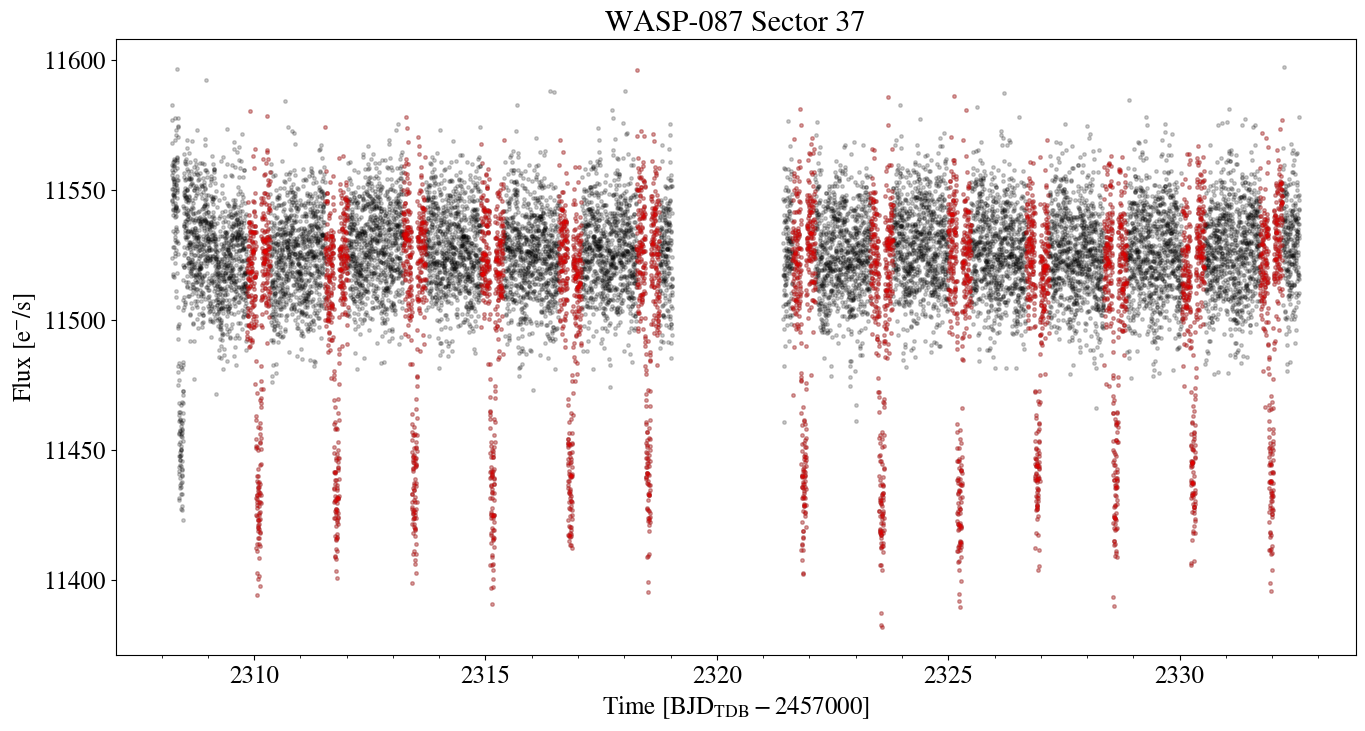 WASP-087 Sector 37
11600
11550
11500
11450
11400
Flux [e⁻/s]
2310 2315 2320 2325 2330
Time [BJD_TDB − 2457000]